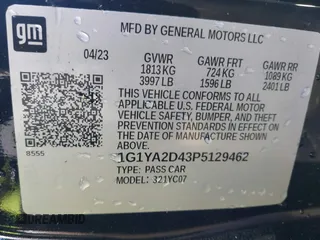 gm
MFD BY GENERAL MOTORS LLC
04/23
GVWR GAWR FRT GAWR RR
1813 KG 724 KG 1089 KG
3997 LB 1596 LB 2401 LB
THIS VEHICLE CONFORMS TO ALL
APPLICABLE U.S. FEDERAL MOTOR
VEHICLE SAFETY, BUMPER, AND THEFT
PREVENTION STANDARDS IN EFFECT ON
THE DATE OF MANUFACTURE SHOWN ABOVE.
8555
1G1YA2D43P5129462
TYPE: PASS CAR
MODEL: 321YC07
DREAMBID